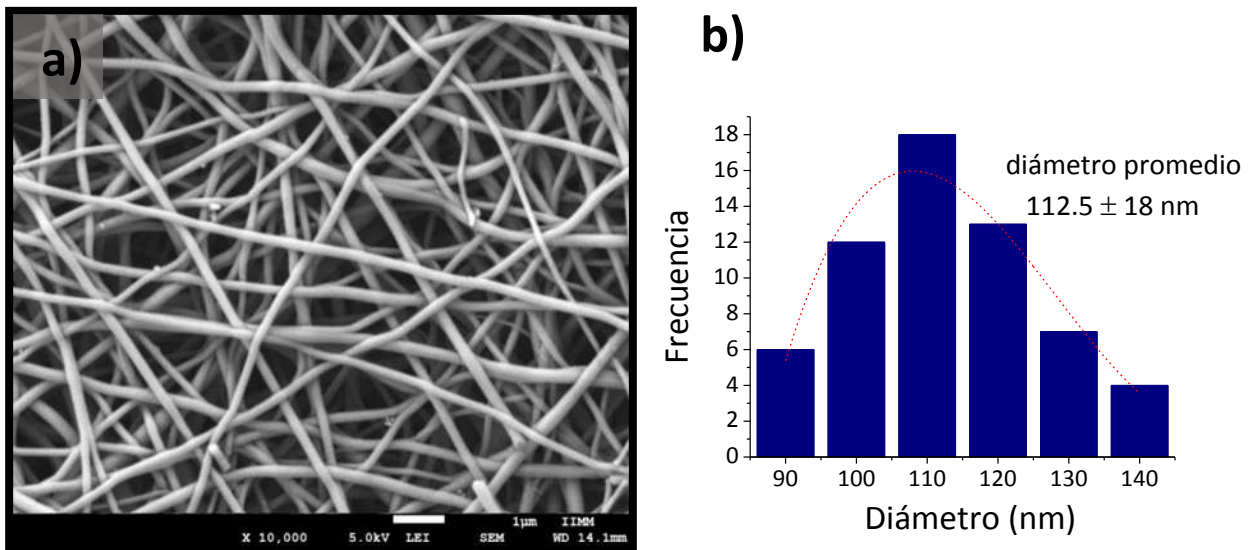 a)
1µm IIMM
X 10,000 5.0kV LEI SEM WD 14.1mm
b)
diámetro promedio
112.5 ± 18 nm
Frecuencia
18
16
14
12
10
8
6
4
2
0
90 100 110 120 130 140
Diámetro (nm)